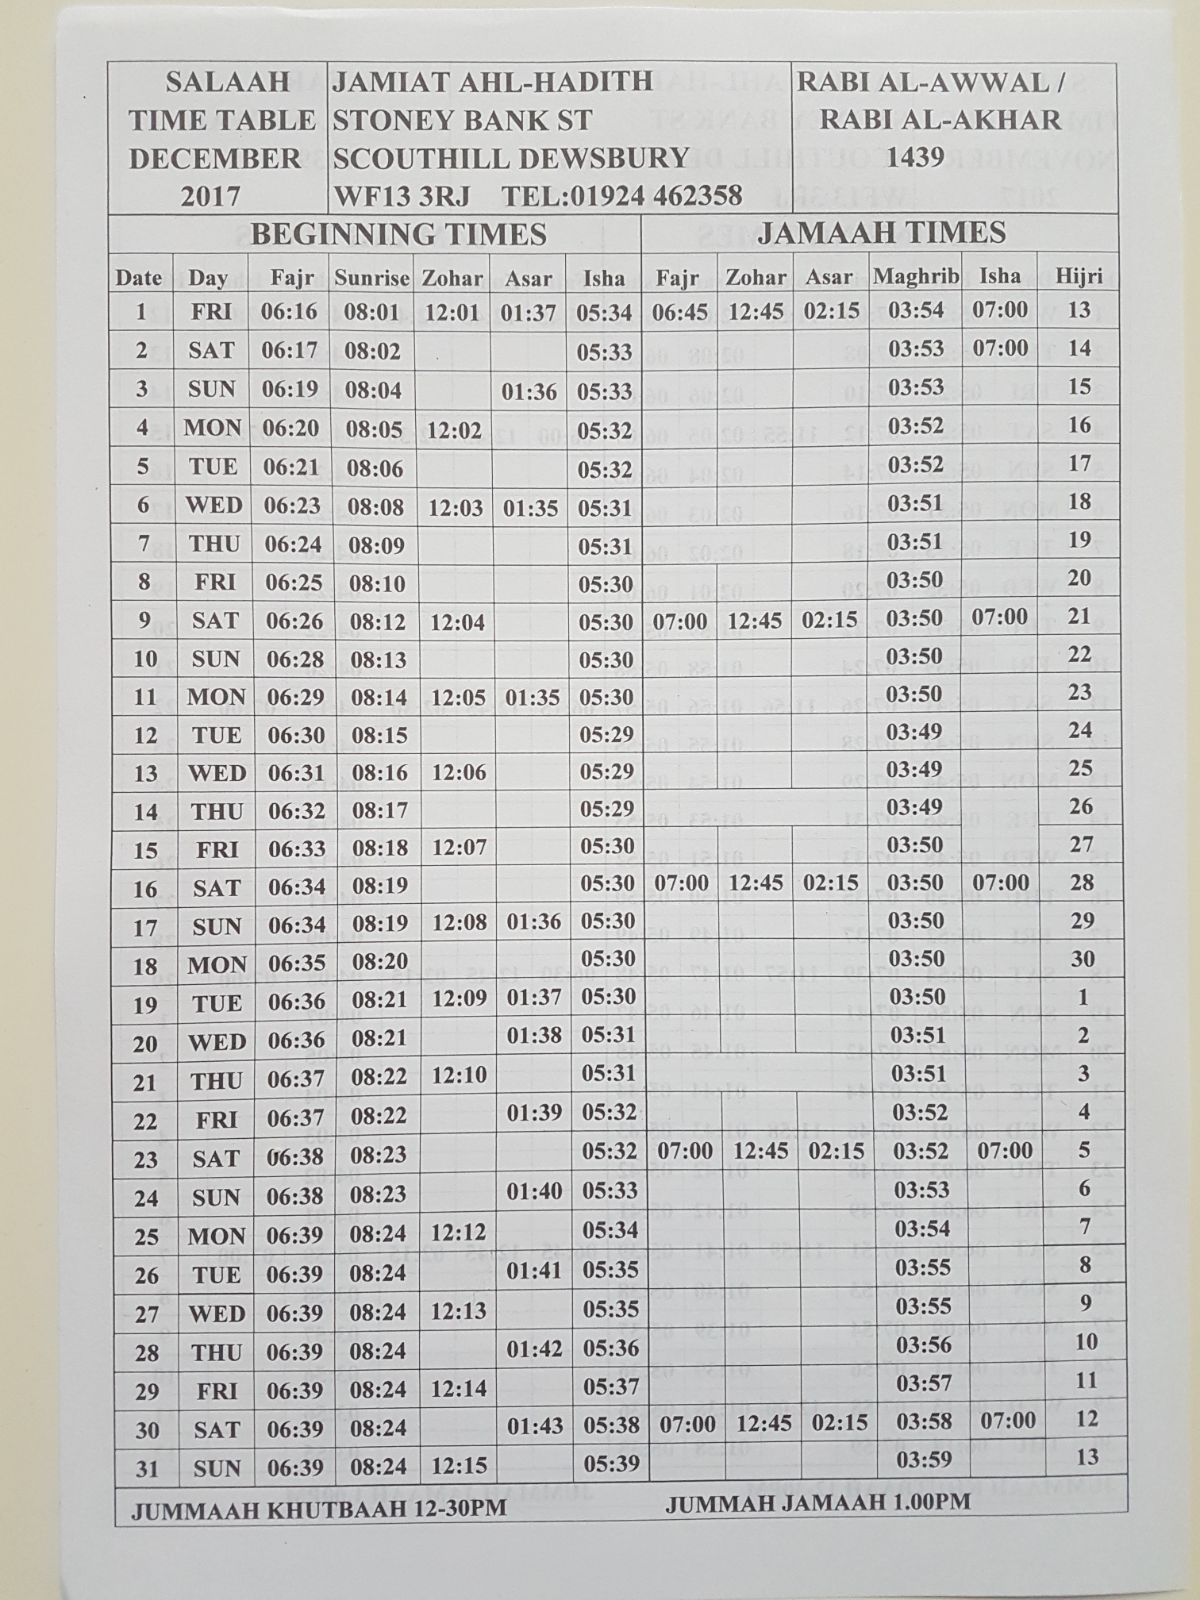 SALAAH
TIME TABLE
DECEMBER
2017
JAMIAT AHL-HADITH
STONEY BANK ST
SCOUTHILL DEWSBURY
WF13 3RJ TEL:01924 462358
RABI AL-AWWAL /
RABI AL-AKHAR
1439
BEGINNING TIMES JAMAAH TIMES
Date Day Fajr Sunrise Zohar Asar Isha Fajr Zohar Asar Maghrib Isha Hijri
1 FRI 06:16 08:01 12:01 01:37 05:34 06:45 12:45 02:15 03:54 07:00 13
2 SAT 06:17 08:02 05:33 03:53 07:00 14
3 SUN 06:19 08:04 01:36 05:33 03:53 15
4 MON 06:20 08:05 12:02 05:32 03:52 16
5 TUE 06:21 08:06 05:32 03:52 17
6 WED 06:23 08:08 12:03 01:35 05:31 03:51 18
7 THU 06:24 08:09 05:31 03:51 19
8 FRI 06:25 08:10 05:30 03:50 20
9 SAT 06:26 08:12 12:04 05:30 07:00 12:45 02:15 03:50 07:00 21
10 SUN 06:28 08:13 05:30 03:50 22
11 MON 06:29 08:14 12:05 01:35 05:30 03:50 23
12 TUE 06:30 08:15 05:29 03:49 24
13 WED 06:31 08:16 12:06 05:29 03:49 25
14 THU 06:32 08:17 05:29 03:49 26
15 FRI 06:33 08:18 12:07 05:30 03:50 27
16 SAT 06:34 08:19 05:30 07:00 12:45 02:15 03:50 07:00 28
17 SUN 06:34 08:19 12:08 01:36 05:30 03:50 29
18 MON 06:35 08:20 05:30 03:50 30
19 TUE 06:36 08:21 12:09 01:37 05:30 03:50 1
20 WED 06:36 08:21 01:38 05:31 03:51 2
21 THU 06:37 08:22 12:10 05:31 03:51 3
22 FRI 06:37 08:22 01:39 05:32 03:52 4
23 SAT 06:38 08:23 05:32 07:00 12:45 02:15 03:52 07:00 5
24 SUN 06:38 08:23 01:40 05:33 03:53 6
25 MON 06:39 08:24 12:12 05:34 03:54 7
26 TUE 06:39 08:24 01:41 05:35 03:55 8
27 WED 06:39 08:24 12:13 05:35 03:55 9
28 THU 06:39 08:24 01:42 05:36 03:56 10
29 FRI 06:39 08:24 12:14 05:37 03:57 11
30 SAT 06:39 08:24 01:43 05:38 07:00 12:45 02:15 03:58 07:00 12
31 SUN 06:39 08:24 12:15 05:39 03:59 13
JUMMAAH KHUTBAAH 12-30PM JUMMAH JAMAAH 1.00PM